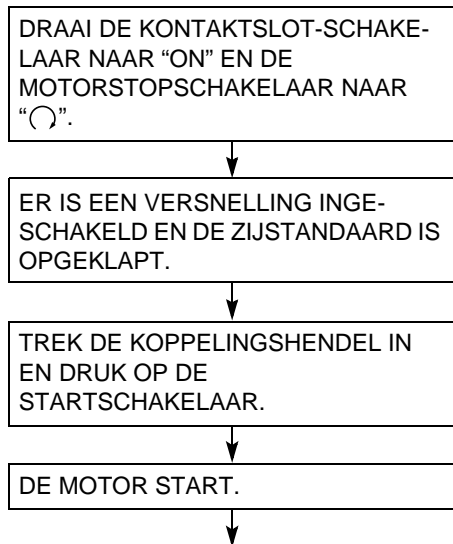 DRAAI DE KONTAKTSLOT-SCHAKE-
LAAR NAAR “ON” EN DE
MOTORSTOPSCHAKELAAR NAAR
“”.
ER IS EEN VERSNELLING INGE-
SCHAKELD EN DE ZIJSTANDAARD IS
OPGEKLAPT.
TREK DE KOPPELINGSHENDEL IN
EN DRUK OP DE
STARTSCHAKELAAR.
DE MOTOR START.